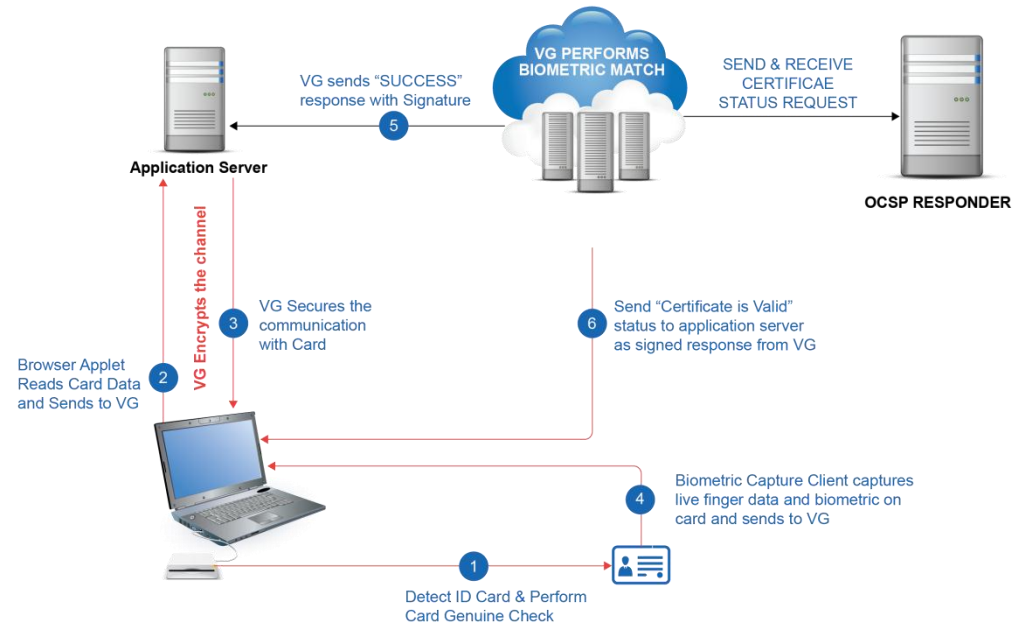 VG PERFORMS
BIOMETRIC MATCH
SEND & RECEIVE
CERTIFICAE
STATUS REQUEST
VG sends “SUCCESS”
response with Signature
5
Application Server
OCSP RESPONDER
VG Encrypts the channel
3
VG Secures the
communication
with Card
6
Send “Certificate is Valid”
status to application server
as signed response from VG
Browser Applet
Reads Card Data
and Sends to VG
2
4
Biometric Capture Client captures
live finger data and biometric on
card and sends to VG
1
Detect ID Card & Perform
Card Genuine Check